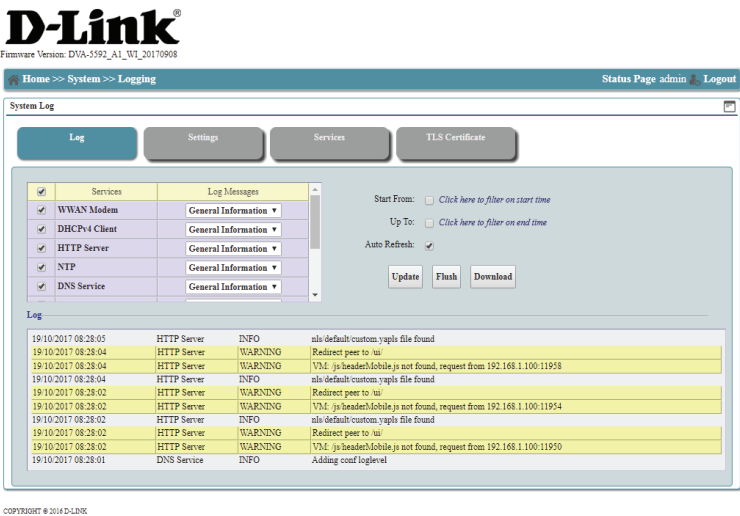 D-Link®
Firmware Version: DVA-5592_A1_WI_20170908
Home >> System >> Logging Status Page admin Logout
System Log
Log Settings Services TLS Certificate
Services Log Messages
WWAN Modem General Information
DHCPv4 Client General Information
HTTP Server General Information
NTP General Information
DNS Service General Information
Start From: Click here to filter on start time
Up To: Click here to filter on end time
Auto Refresh:
Update Flush Download
Log
19/10/2017 08:28:05 HTTP Server INFO nls/default/custom.yapls file found
19/10/2017 08:28:04 HTTP Server WARNING Redirect peer to /ui/
19/10/2017 08:28:04 HTTP Server WARNING VM: /js/headerMobile.js not found, request from 192.168.1.100:11958
19/10/2017 08:28:04 HTTP Server INFO nls/default/custom.yapls file found
19/10/2017 08:28:02 HTTP Server WARNING Redirect peer to /ui/
19/10/2017 08:28:02 HTTP Server WARNING VM: /js/headerMobile.js not found, request from 192.168.1.100:11954
19/10/2017 08:28:02 HTTP Server INFO nls/default/custom.yapls file found
19/10/2017 08:28:02 HTTP Server WARNING Redirect peer to /ui/
19/10/2017 08:28:02 HTTP Server WARNING VM: /js/headerMobile.js not found, request from 192.168.1.100:11950
19/10/2017 08:28:01 DNS Service INFO Adding conf loglevel
COPYRIGHT © 2016 D-LINK